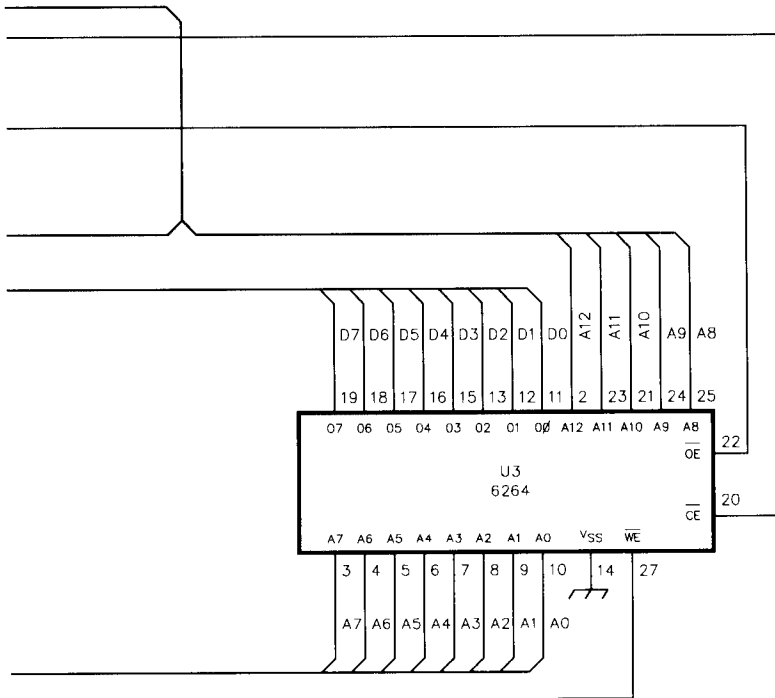 D7 D6 D5 D4 D3 D2 D1 D0 A12 A11 A10 A9 A8
19 18 17 16 15 13 12 11 2 23 21 24 25
O7 O6 O5 O4 O3 O2 O1 OØ A12 A11 A10 A9 A8
OE 22
U3
6264
20
CE
A7 A6 A5 A4 A3 A2 A1 A0 VSS WE
3 4 5 6 7 8 9 10 14 27
A7 A6 A5 A4 A3 A2 A1 A0